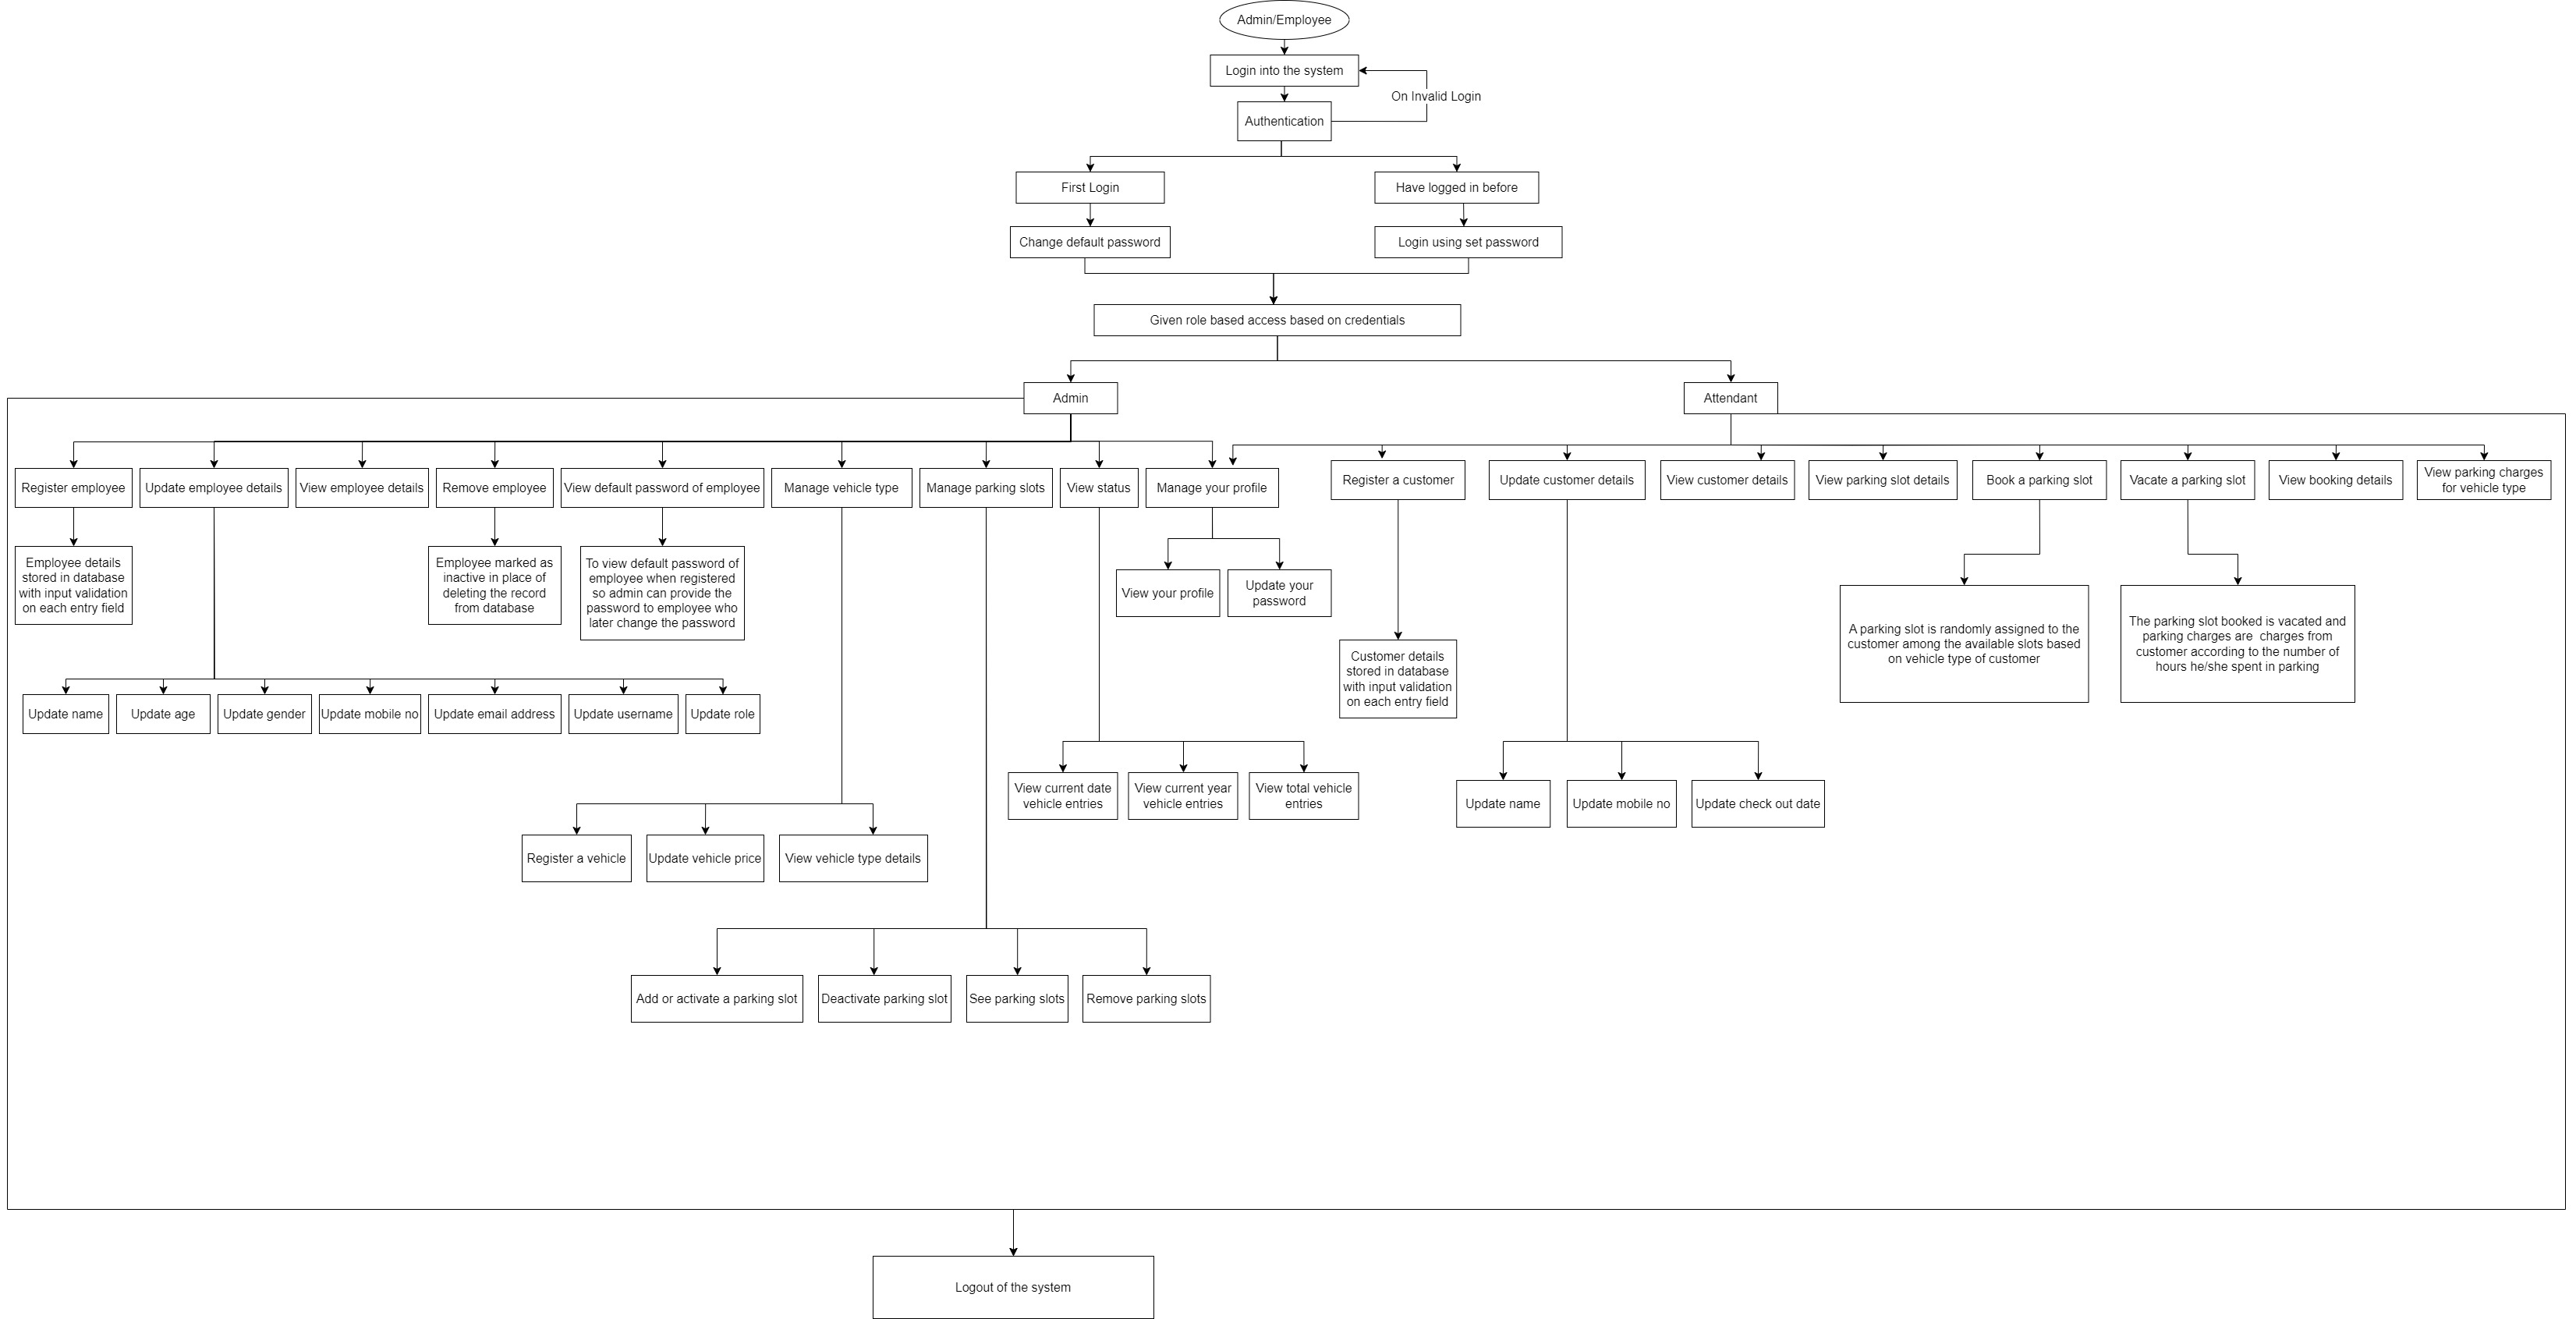 Admin/Employee
Login into the system
On Invalid Login
Authentication
First Login
Have logged in before
Change default password
Login using set password
Given role based access based on credentials
Admin
Attendant
Register employee
Update employee details
View employee details
Remove employee
View default password of employee
Manage vehicle type
Manage parking slots
View status
Manage your profile
Register a customer
Update customer details
View customer details
View parking slot details
Book a parking slot
Vacate a parking slot
View booking details
View parking charges
for vehicle type
Employee details
stored in database
with input validation
on each entry field
Employee marked as
inactive in place of
deleting the record
from database
To view default password of
employee when registered
so admin can provide the
password to employee who
later change the password
View your profile
Update your
password
Customer details
stored in database
with input validation
on each entry field
A parking slot is randomly assigned to the
customer among the available slots based
on vehicle type of customer
The parking slot booked is vacated and
parking charges are  charges from
customer according to the number of
hours he/she spent in parking
Update name
Update age
Update gender
Update mobile no
Update email address
Update username
Update role
View current date
vehicle entries
View current year
vehicle entries
View total vehicle
entries
Update name
Update mobile no
Update check out date
Register a vehicle
Update vehicle price
View vehicle type details
Add or activate a parking slot
Deactivate parking slot
See parking slots
Remove parking slots
Logout of the system